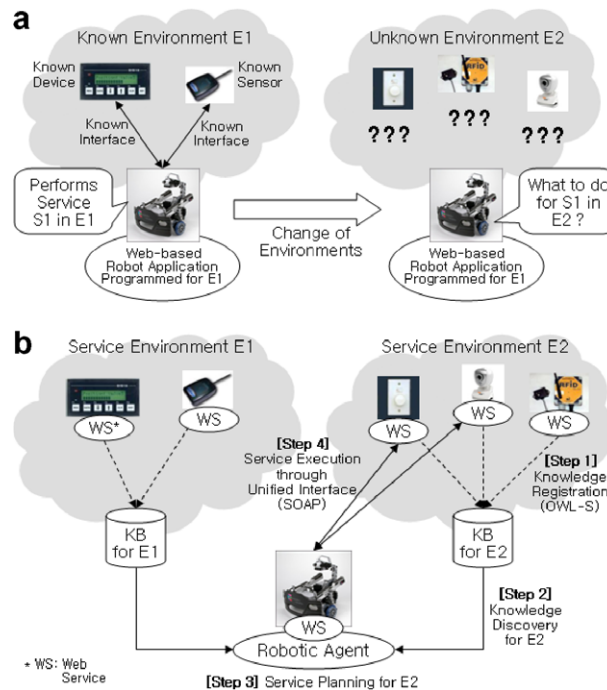 a
Known Environment E1
Unknown Environment E2
Known
Device
Known
Sensor
Known
Interface
Known
Interface
RFID
???
???
???
Performs
Service
S1 in E1
What to do
for S1 in
E2 ?
Change of
Environments
Web-based
Robot Application
Programmed for E1
Web-based
Robot Application
Programmed for E1
b
Service Environment E1
Service Environment E2
RFID
WS*
WS
WS
WS
WS
[Step 4]
Service Execution
through
Unified Interface
(SOAP)
[Step 1]
Knowledge
Registration
(OWL-S)
KB
for E1
KB
for E2
[Step 2]
Knowledge
Discovery
for E2
WS
Robotic Agent
* WS: Web
Service
[Step 3] Service Planning for E2